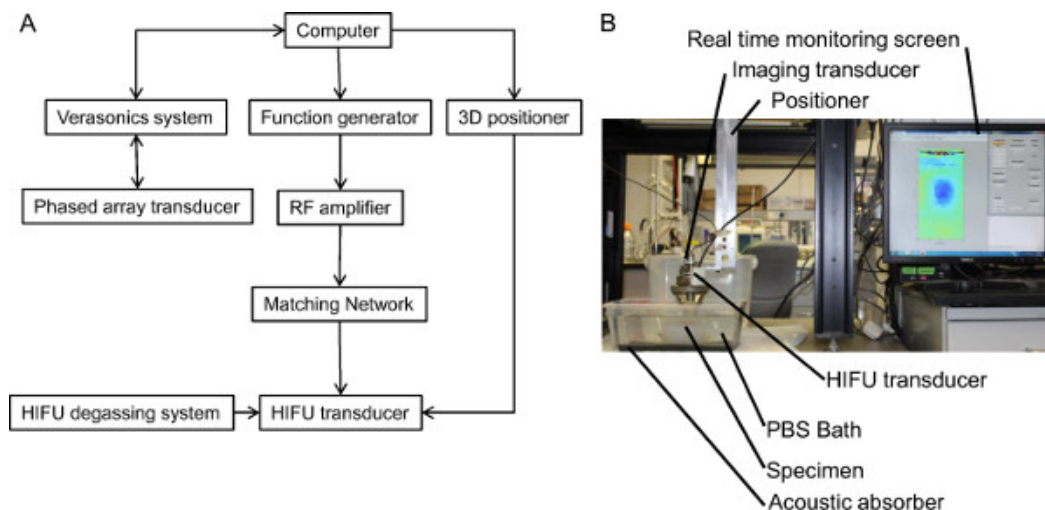 A
Computer
Verasonics system
Function generator
3D positioner
Phased array transducer
RF amplifier
Matching Network
HIFU degassing system
HIFU transducer
B
Real time monitoring screen
Imaging transducer
Positioner
HIFU transducer
PBS Bath
Specimen
Acoustic absorber